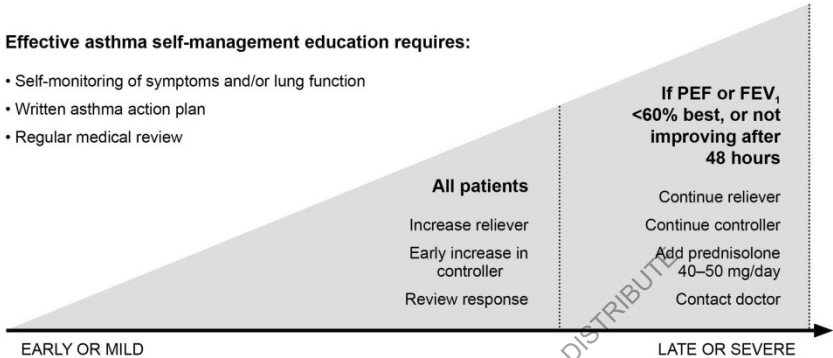 Effective asthma self-management education requires:
• Self-monitoring of symptoms and/or lung function
• Written asthma action plan
• Regular medical review
All patients
Increase reliever
Early increase in
controller
Review response
If PEF or FEV₁
<60% best, or not
improving after
48 hours
Continue reliever
Continue controller
Add prednisolone
40–50 mg/day
Contact doctor
DISTRIBUTE
EARLY OR MILD
LATE OR SEVERE